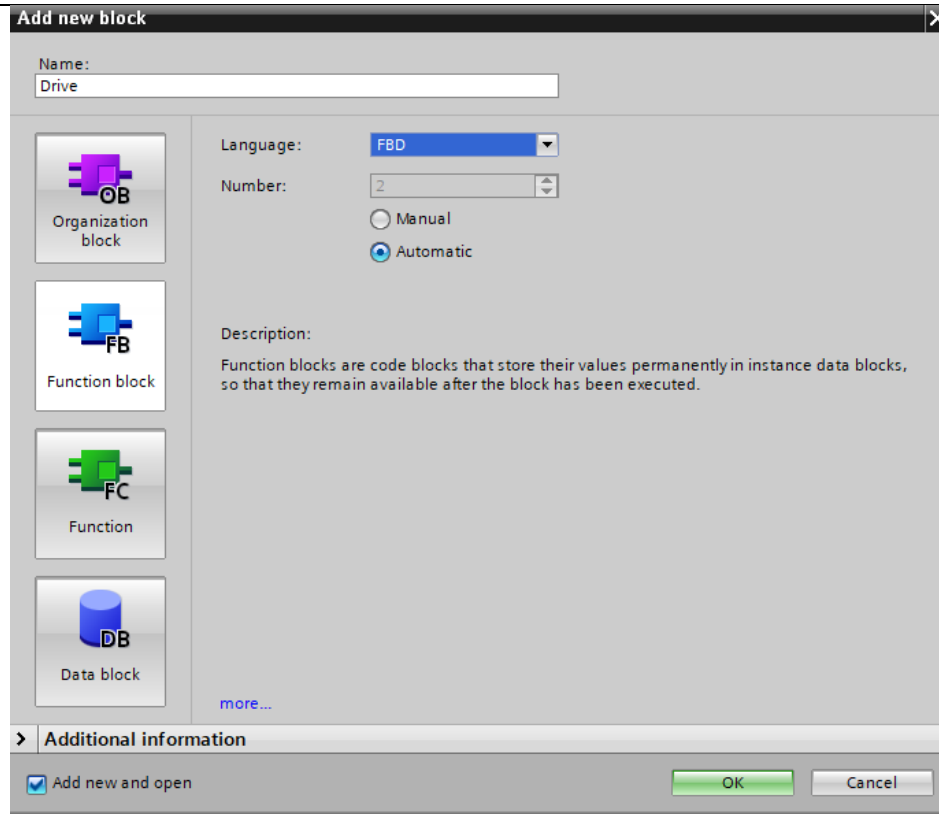 Add new block
Name:
Drive
Language:
FBD
Number:
2
Manual
Automatic
OB
Organization
block
FB
Function block
FC
Function
DB
Data block
Description:
Function blocks are code blocks that store their values permanently in instance data blocks,
so that they remain available after the block has been executed.
more...
Additional information
Add new and open
OK
Cancel